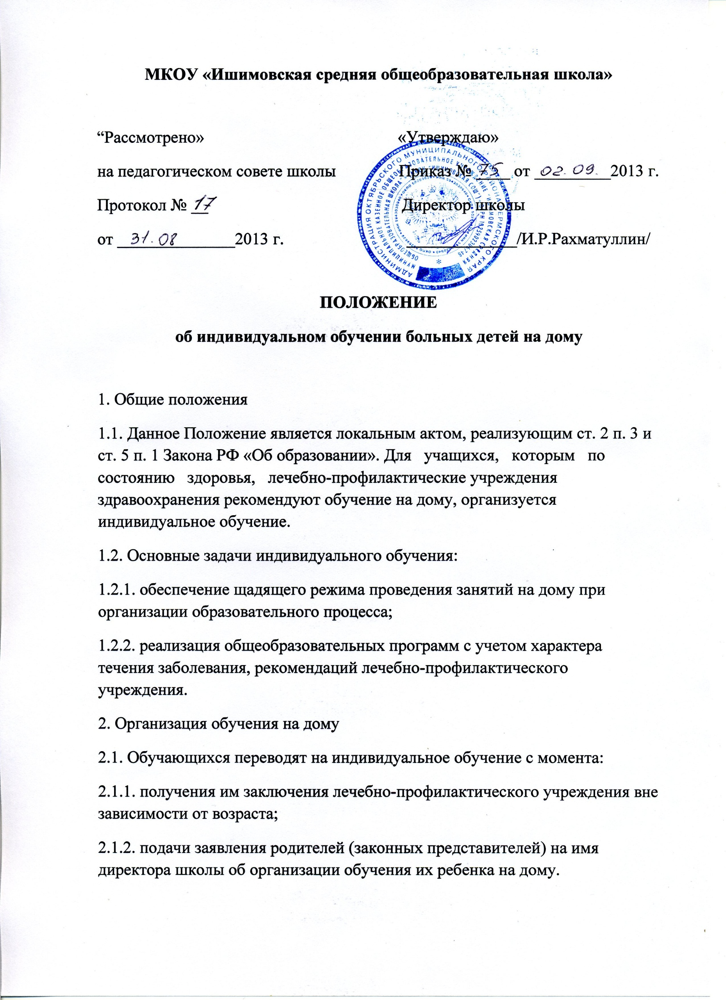 МКОУ «Ишимовская средняя общеобразовательная школа»
“Рассмотрено» «Утверждаю»
на педагогическом совете школы Приказ № 75 от 02.09. 2013 г.
Протокол № 17 Директор школы
от 31.08 2013 г. /И.Р.Рахматуллин/
АДМИНИСТРАЦИЯ ОКТЯБРЬСКОГО МУНИЦИПАЛЬНОГО РАЙОНА ПЕРМСКОГО КРАЯ
МУНИЦИПАЛЬНОЕ КАЗЕННОЕ ОБЩЕОБРАЗОВАТЕЛЬНОЕ УЧРЕЖДЕНИЕ "ИШИМОВСКАЯ СРЕДНЯЯ
ОБЩЕОБРАЗОВАТЕЛЬНАЯ ШКОЛА" (МКОУ "ИШИМОВСКАЯ СОШ")
ПОЛОЖЕНИЕ
об индивидуальном обучении больных детей на дому
1. Общие положения
1.1. Данное Положение является локальным актом, реализующим ст. 2 п. 3 и
ст. 5 п. 1 Закона РФ «Об образовании». Для учащихся, которым по
состоянию здоровья, лечебно-профилактические учреждения
здравоохранения рекомендуют обучение на дому, организуется
индивидуальное обучение.
1.2. Основные задачи индивидуального обучения:
1.2.1. обеспечение щадящего режима проведения занятий на дому при
организации образовательного процесса;
1.2.2. реализация общеобразовательных программ с учетом характера
течения заболевания, рекомендаций лечебно-профилактического
учреждения.
2. Организация обучения на дому
2.1. Обучающихся переводят на индивидуальное обучение с момента:
2.1.1. получения им заключения лечебно-профилактического учреждения вне
зависимости от возраста;
2.1.2. подачи заявления родителей (законных представителей) на имя
директора школы об организации обучения их ребенка на дому.